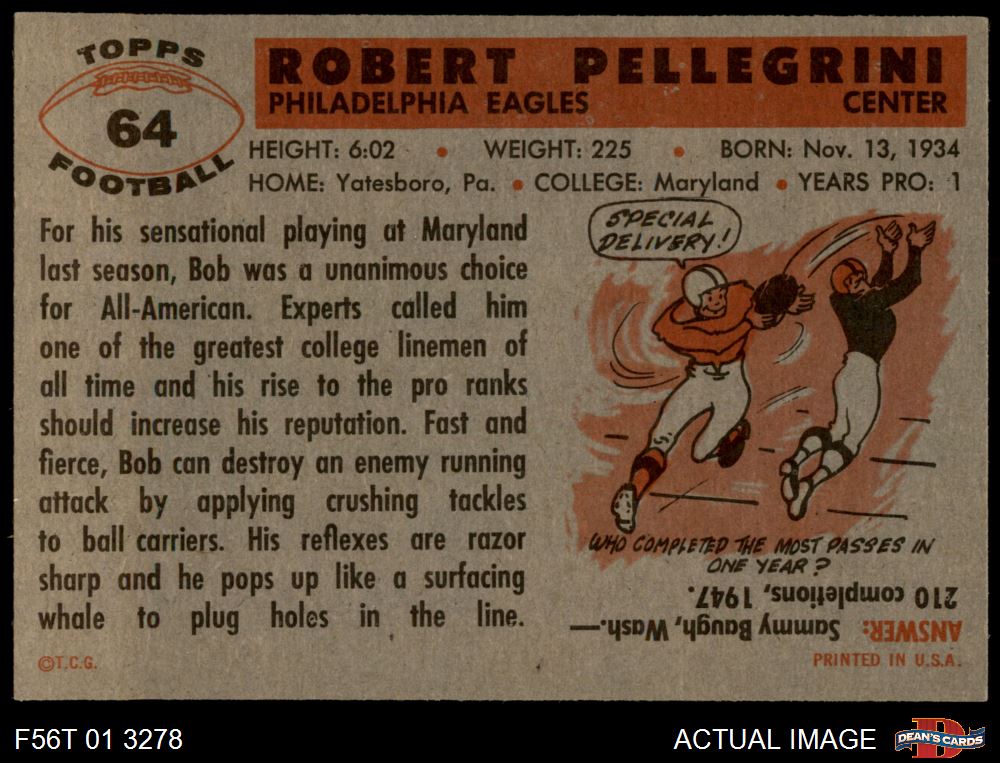 TOPPS
64
FOOTBALL
ROBERT PELLEGRINI
PHILADELPHIA EAGLES CENTER
HEIGHT: 6:02 • WEIGHT: 225 • BORN: Nov. 13, 1934
HOME: Yatesboro, Pa. • COLLEGE: Maryland • YEARS PRO: 1
For his sensational playing at Maryland
last season, Bob was a unanimous choice
for All-American. Experts called him
one of the greatest college linemen of
all time and his rise to the pro ranks
should increase his reputation. Fast and
fierce, Bob can destroy an enemy running
attack by applying crushing tackles
to ball carriers. His reflexes are razor
sharp and he pops up like a surfacing
whale to plug holes in the line.
©T.C.G.
SPECIAL
DELIVERY!
WHO COMPLETED THE MOST PASSES IN
ONE YEAR?
ANSWER: Sammy Baugh, Wash.—
210 completions, 1947.
PRINTED IN U.S.A.
F56T 01 3278
ACTUAL IMAGE
DEAN'S CARDS